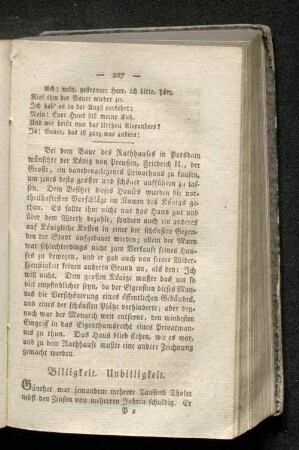 — 227 —
Ach; nein, gestrenger Herr, ich bitte, hört,
Rief ihm der Bauer wieder zu.
Ich hab' es in der Angst verkehrt;
Nein! Euer Hund biß meine Kuh.
Und wie heißt nun das Urtheil Alexanders?
Ja! Bauer, das ist ganz was anders!
Bei dem Baue des Rathhauses in Potsdam
wünschte der König von Preußen, Friedrich II., der
Große, ein danebengelegenes Privathaus zu kaufen,
um jenes desto größer und schöner aufführen zu las-
sen. Dem Besitzer dieses Hauses wurden die vor-
theilhaftesten Vorschläge im Namen des Königs ge-
than. Es sollte ihm nicht nur das Haus gut und
über dem Werth bezahlt, sondern auch ein anderes
auf Königliche Kosten in einer der schönsten Gegen-
den der Stadt aufgebauet werden; allein der Mann
war schlechterdings nicht zum Verkaufe seines Hau-
ses zu bewegen, und er gab auch von seiner Wider-
spenstigkeit keinen anderen Grund an, als den: Ich
will nicht. Dem großen Könige mußte das um so
viel empfindlicher seyn, da der Eigensinn dieses Man-
nes die Verschönerung eines öffentlichen Gebäudes,
und eines der schönsten Plätze verhinderte; aber den-
noch war der Monarch weit entfernt, den mindesten
Eingriff in das Eigenthumsrecht eines Privatman-
nes zu thun. Das Haus blieb stehen, wie es war,
und zu dem Rathhause mußte eine andere Zeichnung
gemacht werden.
Billigkeit. Unbilligkeit.
Günther war jemandem mehrere Tausend Thaler
nebst den Zinsen von mehreren Jahren schuldig. Er
P 2